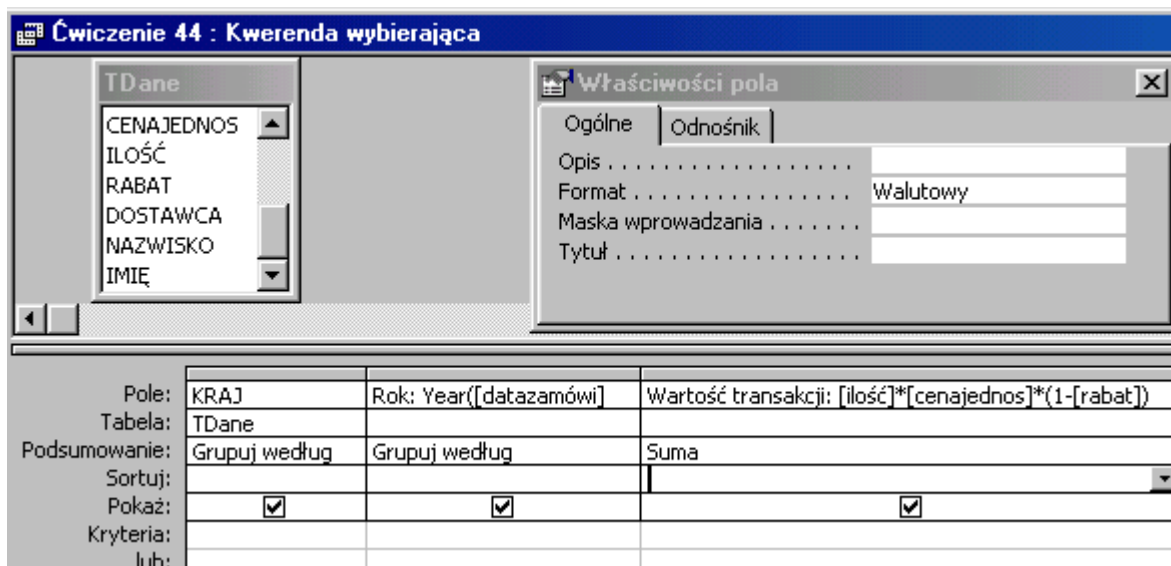 Ćwiczenie 44 : Kwerenda wybierająca
TDane
CENAJEDNOS
ILOŚĆ
RABAT
DOSTAWCA
NAZWISKO
IMIĘ
Właściwości pola
Ogólne Odnośnik
Opis . . . . . . . . . . . . . . . . . . .
Format . . . . . . . . . . . . . . . . Walutowy
Maska wprowadzania . . . . . . .
Tytuł . . . . . . . . . . . . . . . . . . .
Pole: KRAJ Rok: Year([datazamówi] Wartość transakcji: [ilość]*[cenajednos]*(1-[rabat])
Tabela: TDane
Podsumowanie: Grupuj według Grupuj według Suma
Sortuj:
Pokaż:
Kryteria:
lub: